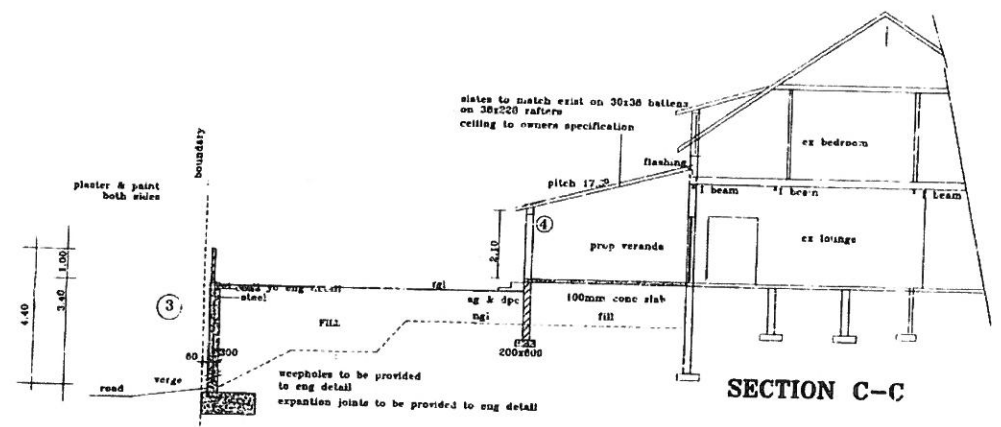 slates to match exist on 30x38 battens
on 38x228 rafters
ceiling to owners specification
boundary
plaster & paint
both sides
ex bedroom
flashing
pitch 17.5°
I beam
I beam
I beam
4
2.10
prop veranda
ex lounge
1.00
3.40
4.40
3
eng detail
steel
fgl
ag & dpc
100mm conc slab
FILL
ngl
fill
60
300
200x600
weepholes to be provided
to eng detail
verge
road
expantion joints to be provided to eng detail
SECTION C-C